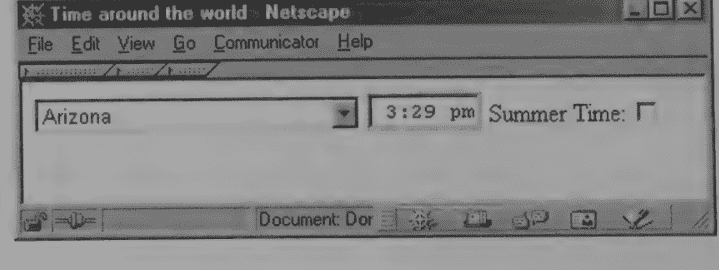 Time around the world - Netscape
File Edit View Go Communicator Help
Arizona 3:29 pm Summer Time:
Document: Dor